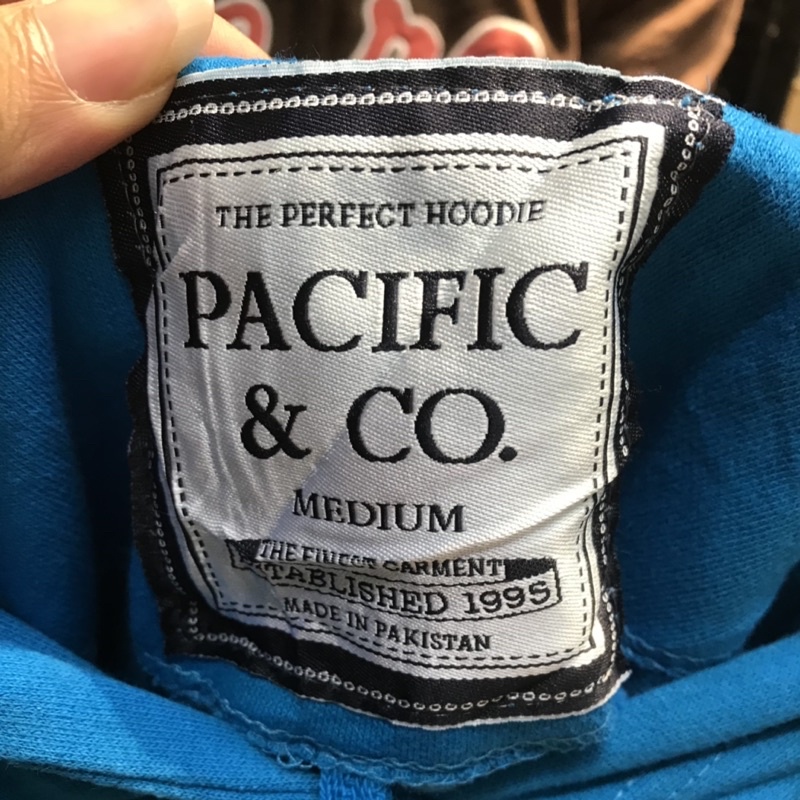 THE PERFECT HOODIE
PACIFIC
& CO.
MEDIUM
THE FINEST GARMENT
ESTABLISHED 1995
MADE IN PAKISTAN